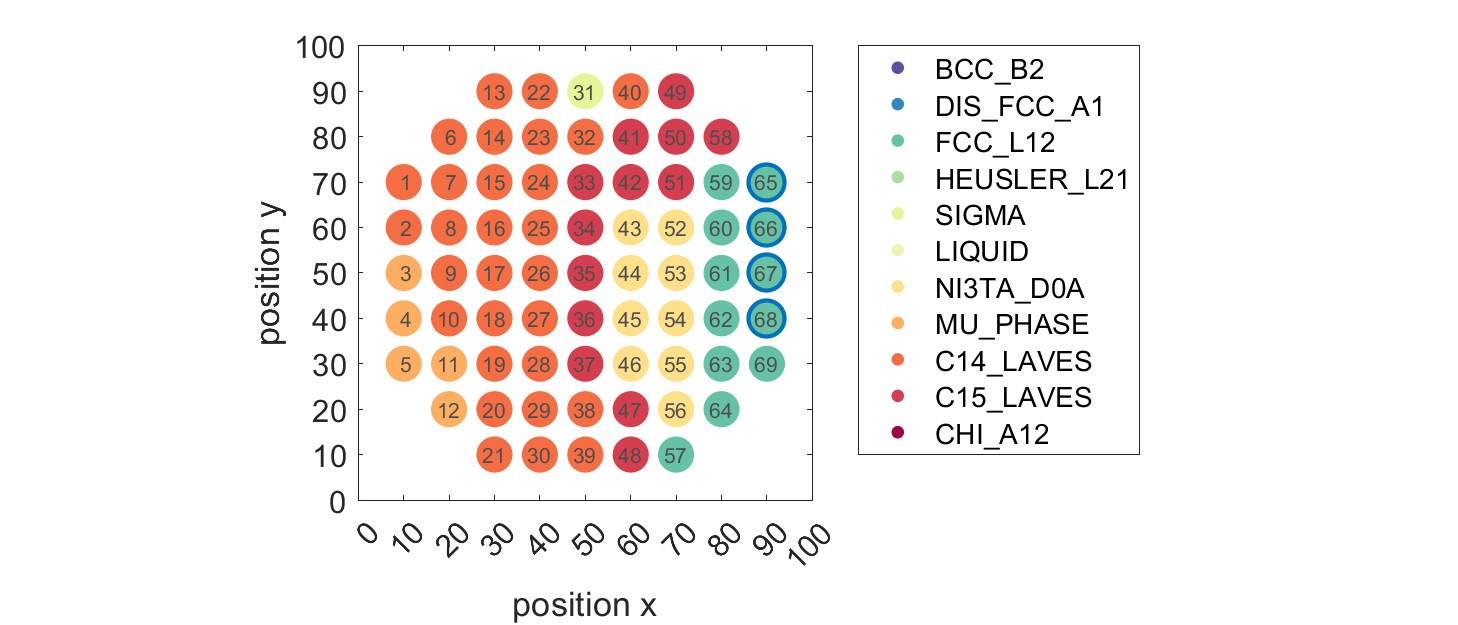 100
90
80
70
60
50
40
30
20
10
0
position y
13 22 31 40 49
6 14 23 32 41 50 58
1 7 15 24 33 42 51 59 65
2 8 16 25 34 43 52 60 66
3 9 17 26 35 44 53 61 67
4 10 18 27 36 45 54 62 68
5 11 19 28 37 46 55 63 69
12 20 29 38 47 56 64
21 30 39 48 57
0 10 20 30 40 50 60 70 80 90 100
position x
BCC_B2
DIS_FCC_A1
FCC_L12
HEUSLER_L21
SIGMA
LIQUID
NI3TA_D0A
MU_PHASE
C14_LAVES
C15_LAVES
CHI_A12